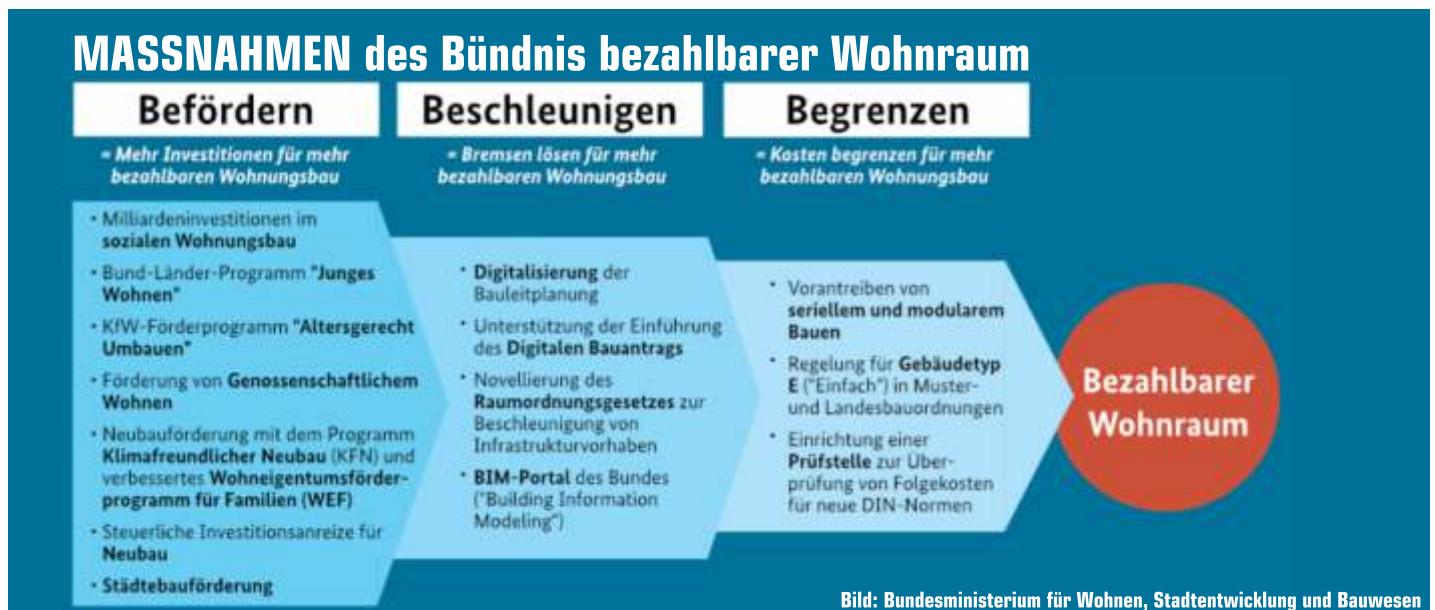 MASSNAHMEN des Bündnis bezahlbarer Wohnraum
Befördern
= Mehr Investitionen für mehr
bezahlbaren Wohnungsbau
• Milliardeninvestitionen im
sozialen Wohnungsbau
• Bund-Länder-Programm "Junges
Wohnen"
• KfW-Förderprogramm "Altersgerecht
Umbauen"
• Förderung von Genossenschaftlichem
Wohnen
• Neubauförderung mit dem Programm
Klimafreundlicher Neubau (KFN) und
verbessertes Wohneigentumsförder-
programm für Familien (WEF)
• Steuerliche Investitionsanreize für
Neubau
• Städtebauförderung
Beschleunigen
= Bremsen lösen für mehr
bezahlbaren Wohnungsbau
• Digitalisierung der
Bauleitplanung
• Unterstützung der Einführung
des Digitalen Bauantrags
• Novellierung des
Raumordnungsgesetzes zur
Beschleunigung von
Infrastrukturvorhaben
• BIM-Portal des Bundes
("Building Information
Modeling")
Begrenzen
= Kosten begrenzen für mehr
bezahlbaren Wohnungsbau
• Vorantreiben von
seriellem und modularem
Bauen
• Regelung für Gebäudetyp
E ("Einfach") in Muster-
und Landesbauordnungen
• Einrichtung einer
Prüfstelle zur Über-
prüfung von Folgekosten
für neue DIN-Normen
Bezahlbarer
Wohnraum
Bild: Bundesministerium für Wohnen, Stadtentwicklung und Bauwesen